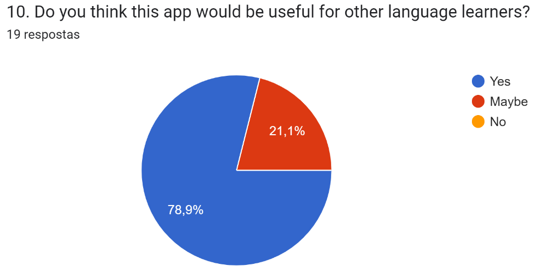 10. Do you think this app would be useful for other language learners?
19 respostas
Yes
Maybe
No
21,1%
78,9%